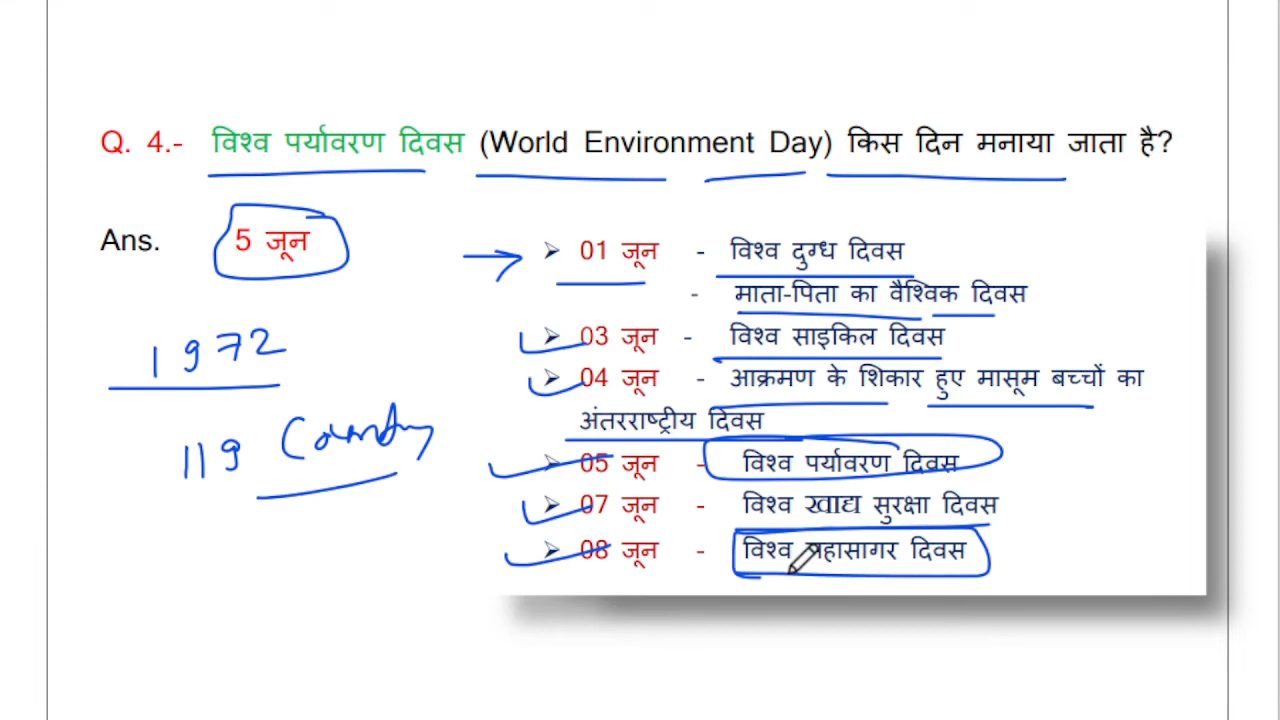 Q. 4.- विश्व पर्यावरण दिवस (World Environment Day) किस दिन मनाया जाता है?
Ans. 5 जून
1972
119 Country
➢ 01 जून - विश्व दुग्ध दिवस
- माता-पिता का वैश्विक दिवस
➢ 03 जून - विश्व साइकिल दिवस
➢ 04 जून - आक्रमण के शिकार हुए मासूम बच्चों का
अंतरराष्ट्रीय दिवस
➢ 05 जून - विश्व पर्यावरण दिवस
➢ 07 जून - विश्व खाद्य सुरक्षा दिवस
➢ 08 जून - विश्व महासागर दिवस